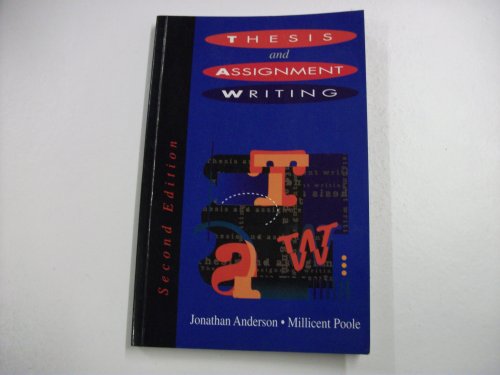 THESIS
and
ASSIGNMENT
WRITING
Second Edition
T
a
W
Jonathan Anderson • Millicent Poole